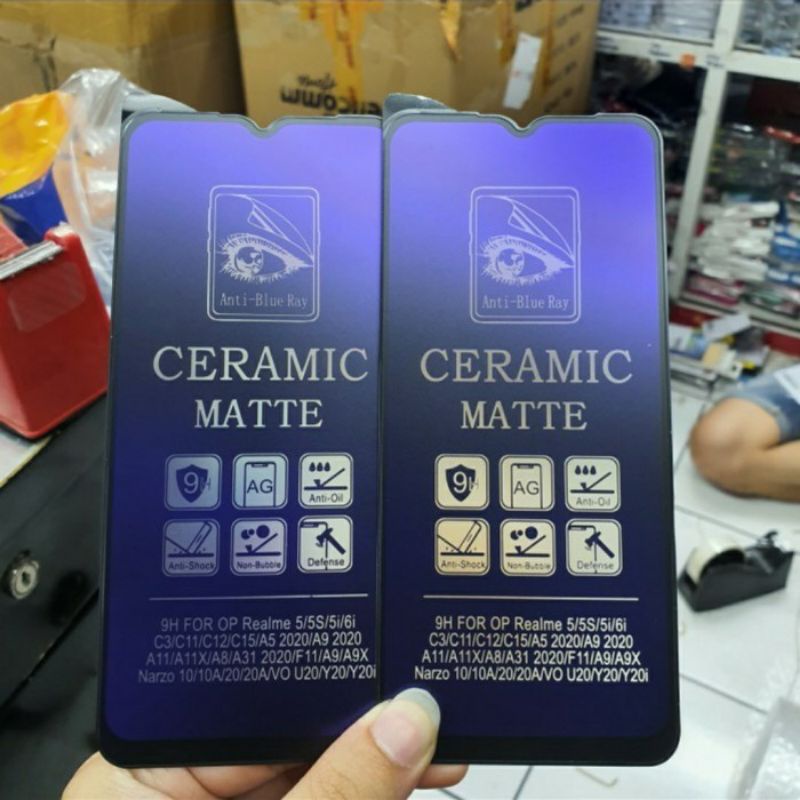 Anti-Blue Ray
CERAMIC
MATTE
9H
AG
Anti-Oil
Anti-Shock
Non-Bubble
Defense
9H FOR OP Realme 5/5S/5i/6i
C3/C11/C12/C15/A5 2020/A9 2020
A11/A11X/A8/A31 2020/F11/A9/A9X
Narzo 10/10A/20/20A/VO U20/Y20/Y20i
Anti-Blue Ray
CERAMIC
MATTE
9H
AG
Anti-Oil
Anti-Shock
Non-Bubble
Defense
9H FOR OP Realme 5/5S/5i/6i
C3/C11/C12/C15/A5 2020/A9 2020
A11/A11X/A8/A31 2020/F11/A9/A9X
Narzo 10/10A/20/20A/VO U20/Y20/Y20i